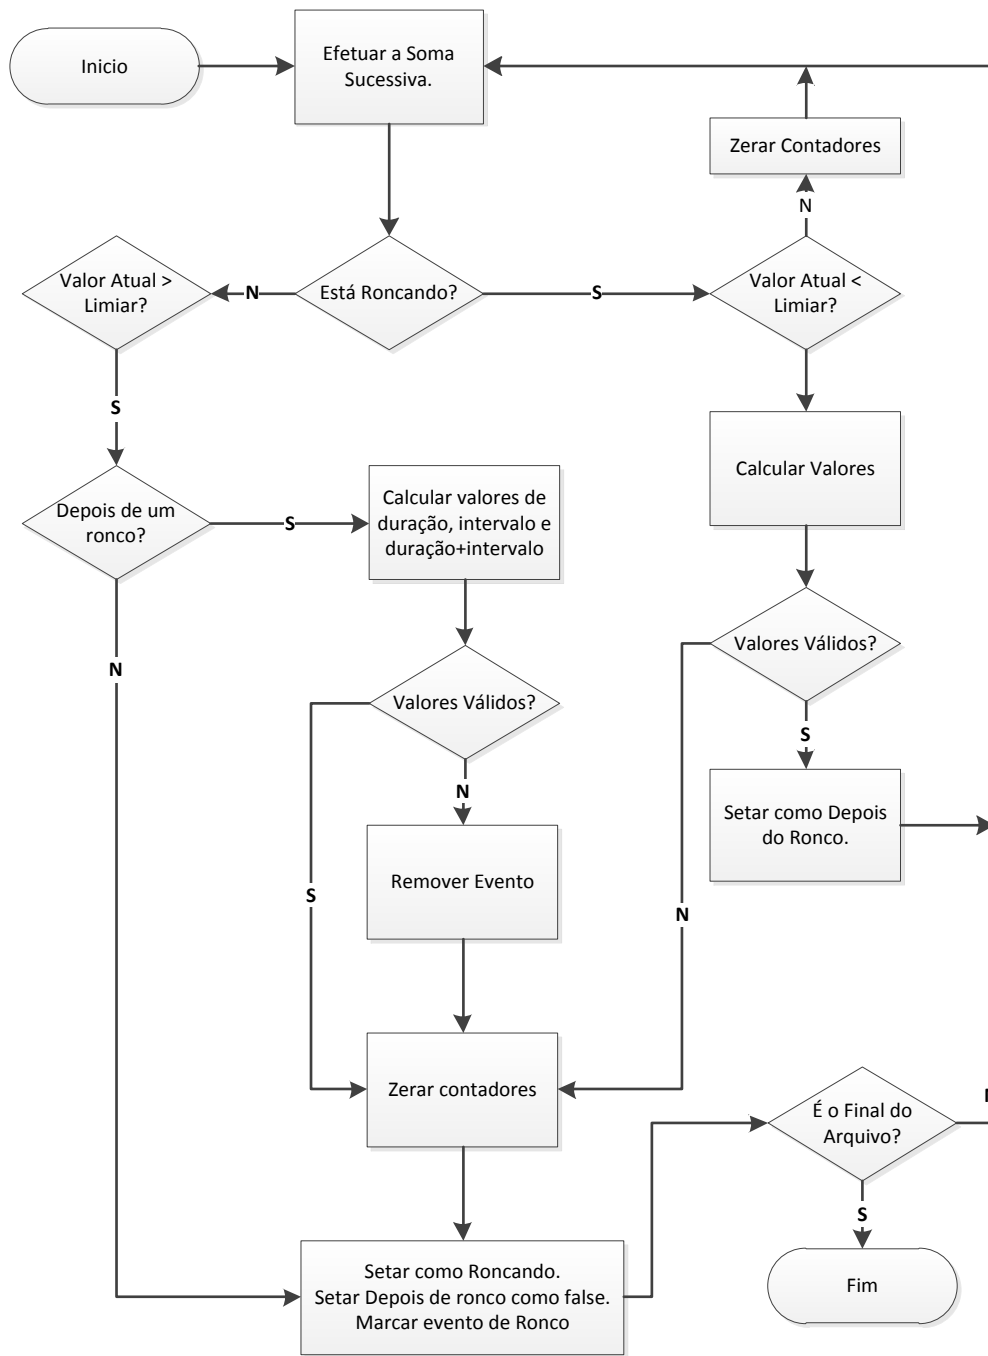 Inicio
Efetuar a Soma
Sucessiva.
Zerar Contadores
N
Valor Atual >
Limiar?
N
Está Roncando?
S
Valor Atual <
Limiar?
S
Calcular Valores
Depois de um
ronco?
S
Calcular valores de
duração, intervalo e
duração+intervalo
N
Valores Válidos?
Valores Válidos?
S
N
Setar como Depois
do Ronco.
Remover Evento
S
N
Zerar contadores
É o Final do
Arquivo?
S
Setar como Roncando.
Setar Depois de ronco como false.
Marcar evento de Ronco
Fim